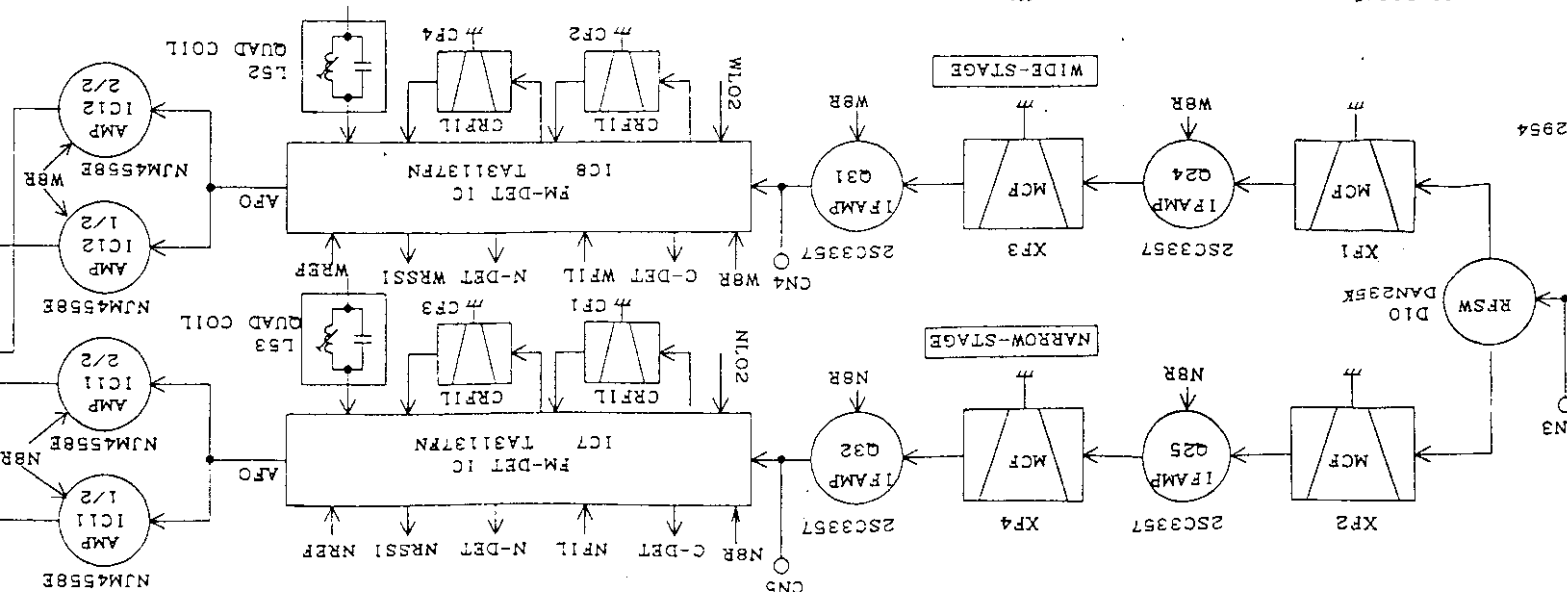 CN5
NJM4558E
N8R
C-DET
NFIL
N-DET
NRSSI
NREF
XF2
2SC3357
XF4
2SC3357
MCF
IFAMP
Q25
MCF
IFAMP
Q32
FM-DET IC
TA31137FN
IC7
AFO
AMP
IC11
1/2
N8R
NJM4558E
AMP
IC11
2/2
CN3
N8R
N8R
NLO2
CRFIL
CF1
CRFIL
CF3
L53
QUAD COIL
NARROW-STAGE
RFSW
D10
DAN235K
CN4
W8R
C-DET
WFIL
N-DET
WRSSI
WREF
NJM4558E
XF1
2SC3357
XF3
2SC3357
MCF
IFAMP
Q24
MCF
IFAMP
Q31
FM-DET IC
TA31137FN
IC8
AFO
AMP
IC12
1/2
W8R
NJM4558E
AMP
IC12
2/2
2954
W8R
W8R
WLO2
CRFIL
CF2
CRFIL
CF4
L52
QUAD COIL
WIDE-STAGE